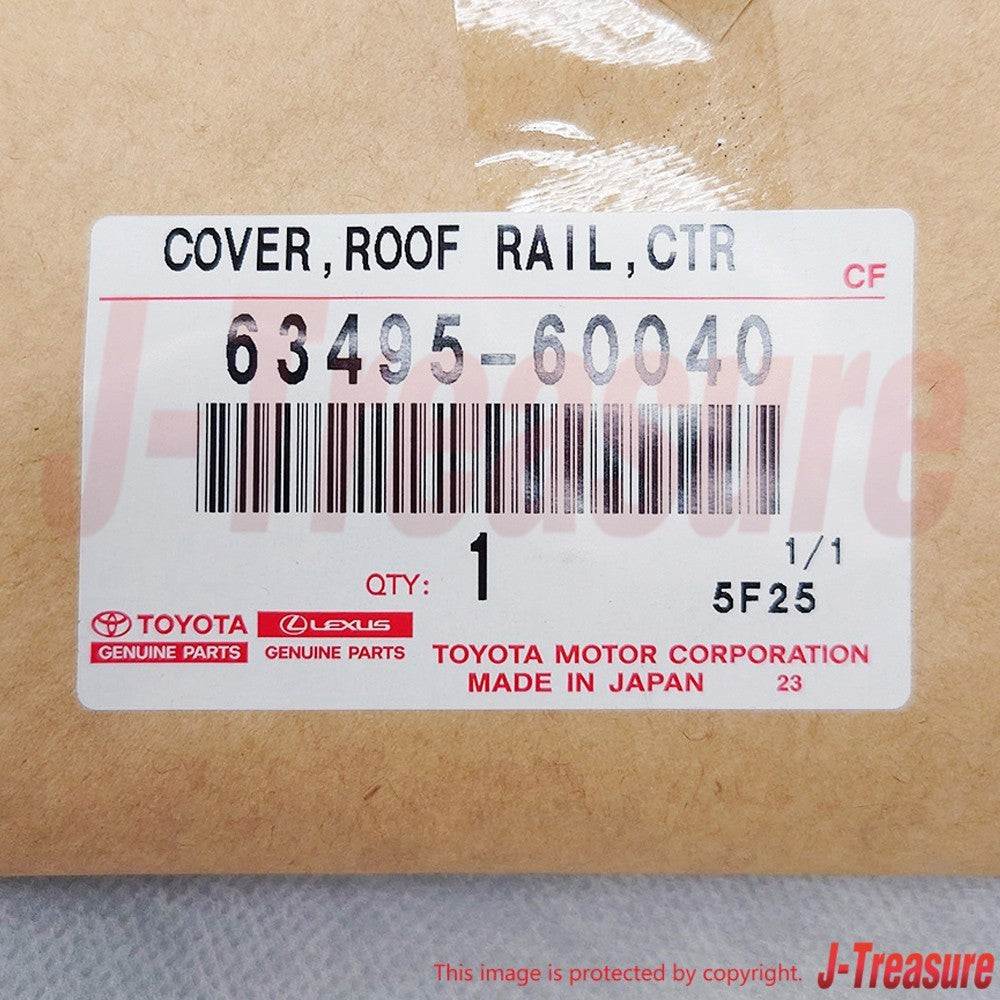 COVER,ROOF RAIL,CTR
CF
63495-60040
QTY: 1
1/1
5F25
TOYOTA
GENUINE PARTS
LEXUS
GENUINE PARTS
TOYOTA MOTOR CORPORATION
MADE IN JAPAN 23
J-Treasure
This image is protected by copyright. J-Treasure